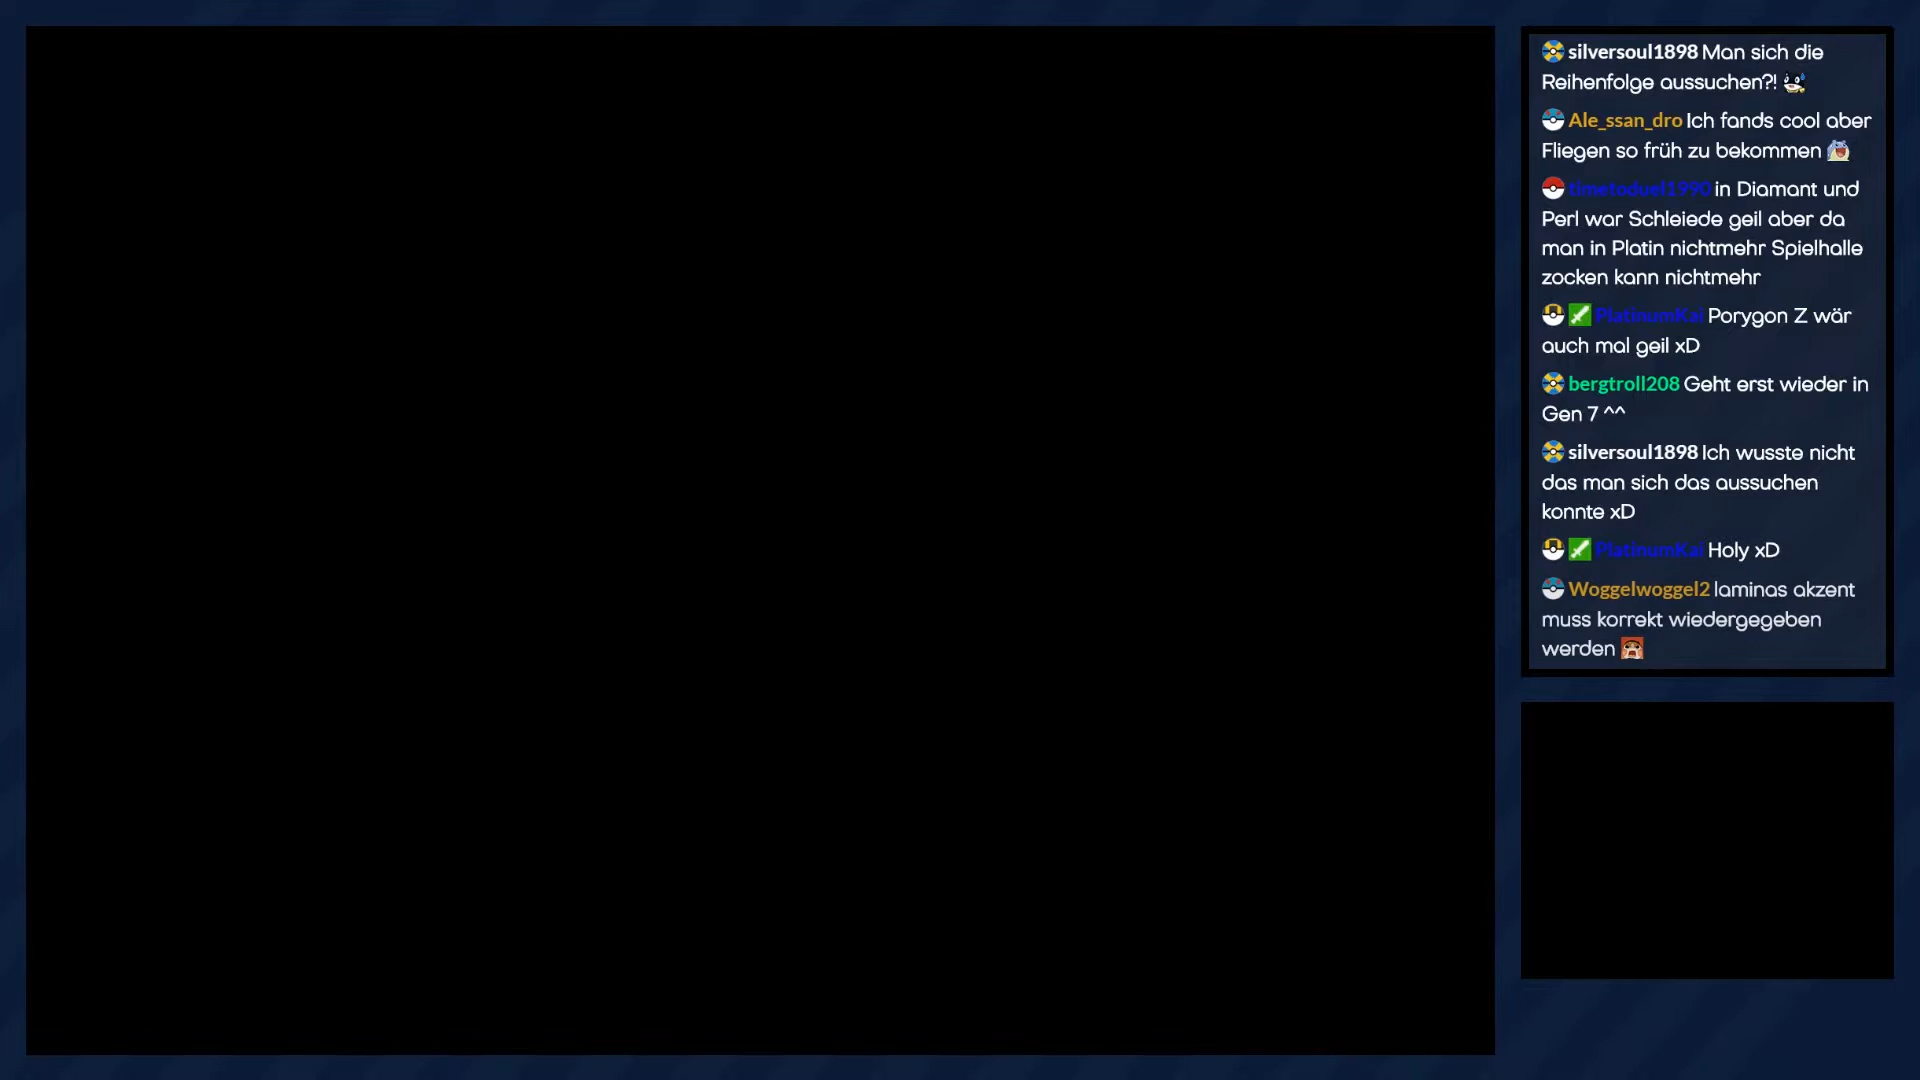 silversoul1898 Man sich die
Reihenfolge aussuchen?!
Ale_ssan_dro Ich fands cool aber
Fliegen so früh zu bekommen
timetoduel1990 in Diamant und
Perl war Schleiede geil aber da
man in Platin nichtmehr Spielhalle
zocken kann nichtmehr
PlatinumKai Porygon Z wär
auch mal geil xD
bergtroll208 Geht erst wieder in
Gen 7 ^^
silversoul1898 Ich wusste nicht
das man sich das aussuchen
konnte xD
PlatinumKai Holy xD
Woggelwoggel2 laminas akzent
muss korrekt wiedergegeben
werden